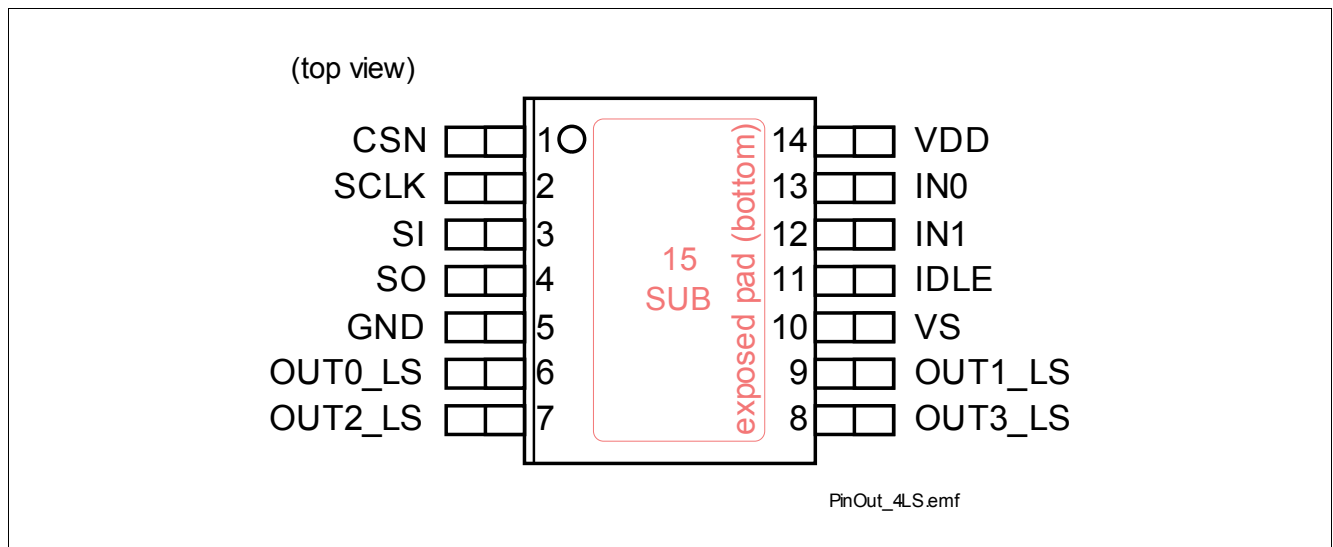 (top view)
CSN 1 14 VDD
SCLK 2 13 IN0
SI 3 12 IN1
SO 4 11 IDLE
GND 5 10 VS
OUT0_LS 6 9 OUT1_LS
OUT2_LS 7 8 OUT3_LS
15
SUB
exposed pad (bottom)
PinOut_4LS.emf